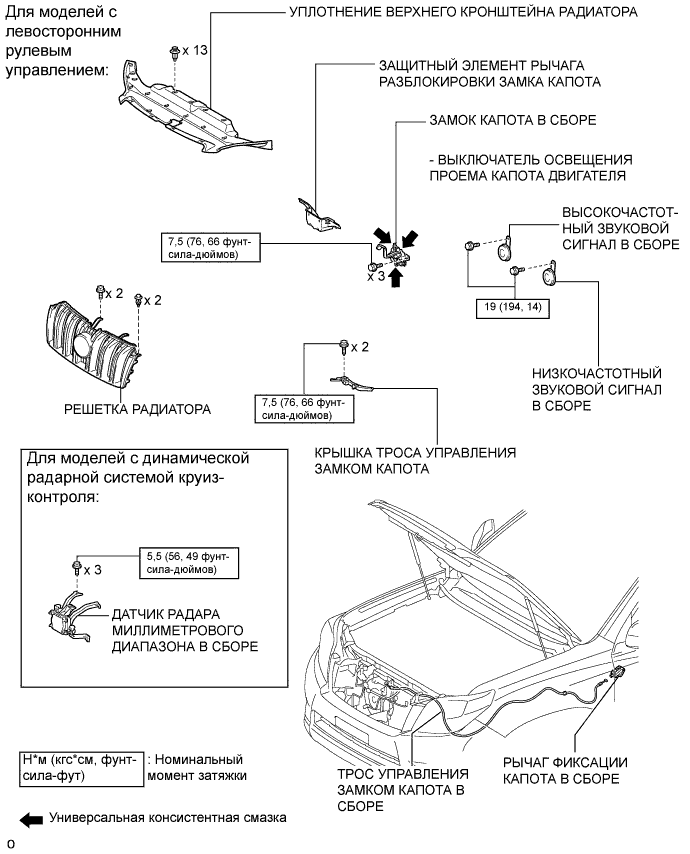 Для моделей с
левосторонним
рулевым
управлением:
УПЛОТНЕНИЕ ВЕРХНЕГО КРОНШТЕЙНА РАДИАТОРА
x 13
ЗАЩИТНЫЙ ЭЛЕМЕНТ РЫЧАГА
РАЗБЛОКИРОВКИ ЗАМКА КАПОТА
ЗАМОК КАПОТА В СБОРЕ
- ВЫКЛЮЧАТЕЛЬ ОСВЕЩЕНИЯ
ПРОЕМА КАПОТА ДВИГАТЕЛЯ
ВЫСОКОЧАСТОТ-
НЫЙ ЗВУКОВОЙ
СИГНАЛ В СБОРЕ
7,5 (76, 66 фунт-
сила-дюймов)
x 3
19 (194, 14)
x 2
x 2
x 2
НИЗКОЧАСТОТНЫЙ
ЗВУКОВОЙ СИГНАЛ
В СБОРЕ
РЕШЕТКА РАДИАТОРА
7,5 (76, 66 фунт-
сила-дюймов)
КРЫШКА ТРОСА УПРАВЛЕНИЯ
ЗАМКОМ КАПОТА
Для моделей с динамической
радарной системой круиз-
контроля:
5,5 (56, 49 фунт-
сила-дюймов)
x 3
ДАТЧИК РАДАРА
МИЛЛИМЕТРОВОГО
ДИАПАЗОНА В СБОРЕ
Н*м (кгс*см, фунт-
сила-фут)
: Номинальный
момент затяжки
ТРОС УПРАВЛЕНИЯ
ЗАМКОМ КАПОТА В
СБОРЕ
РЫЧАГ ФИКСАЦИИ
КАПОТА В СБОРЕ
Универсальная консистентная смазка
O